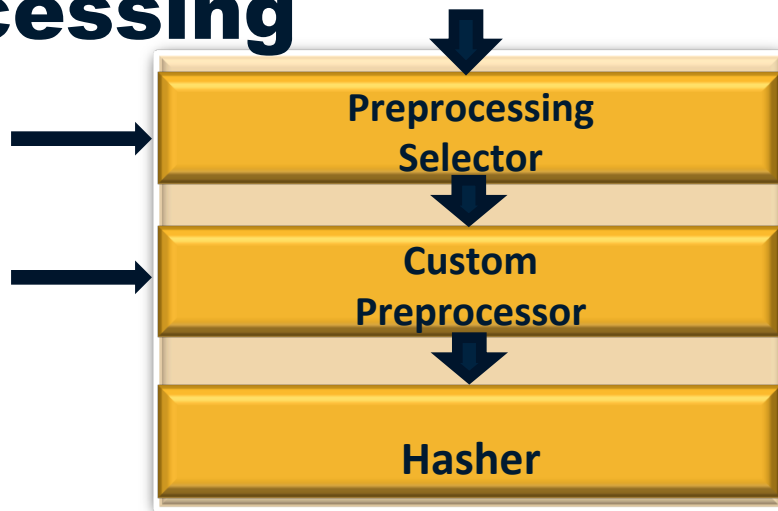 cessing
Preprocessing
Selector
Custom
Preprocessor
Hasher